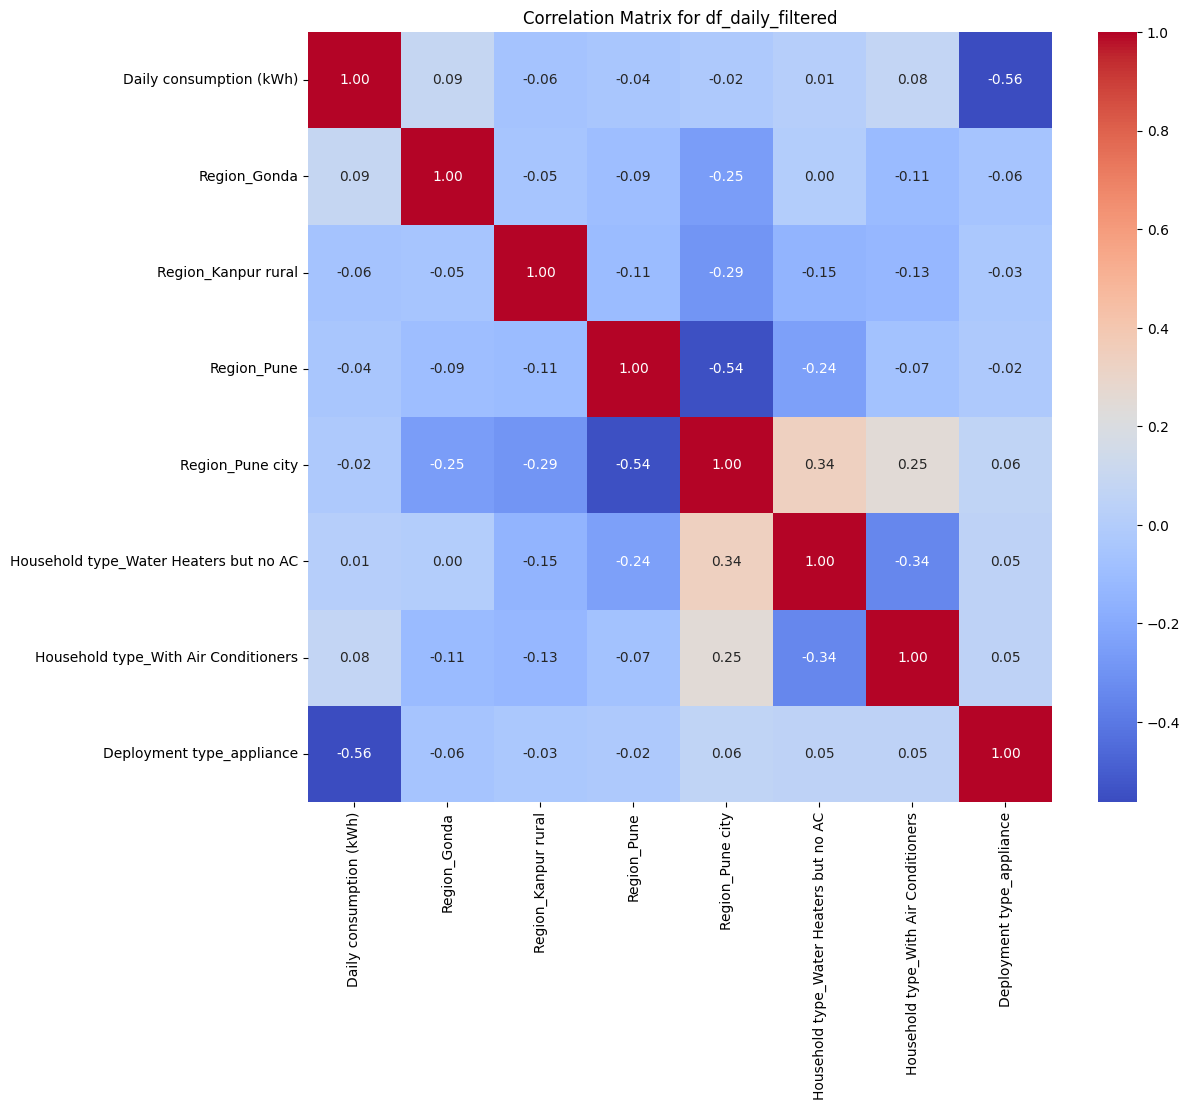 Correlation Matrix for df_daily_filtered
Daily consumption (kWh) 1.00 0.09 -0.06 -0.04 -0.02 0.01 0.08 -0.56
Region_Gonda 0.09 1.00 -0.05 -0.09 -0.25 0.00 -0.11 -0.06
Region_Kanpur rural -0.06 -0.05 1.00 -0.11 -0.29 -0.15 -0.13 -0.03
Region_Pune -0.04 -0.09 -0.11 1.00 -0.54 -0.24 -0.07 -0.02
Region_Pune city -0.02 -0.25 -0.29 -0.54 1.00 0.34 0.25 0.06
Household type_Water Heaters but no AC 0.01 0.00 -0.15 -0.24 0.34 1.00 -0.34 0.05
Household type_With Air Conditioners 0.08 -0.11 -0.13 -0.07 0.25 -0.34 1.00 0.05
Deployment type_appliance -0.56 -0.06 -0.03 -0.02 0.06 0.05 0.05 1.00
Daily consumption (kWh)
Region_Gonda
Region_Kanpur rural
Region_Pune
Region_Pune city
Household type_Water Heaters but no AC
Household type_With Air Conditioners
Deployment type_appliance
1.0
0.8
0.6
0.4
0.2
0.0
−0.2
−0.4